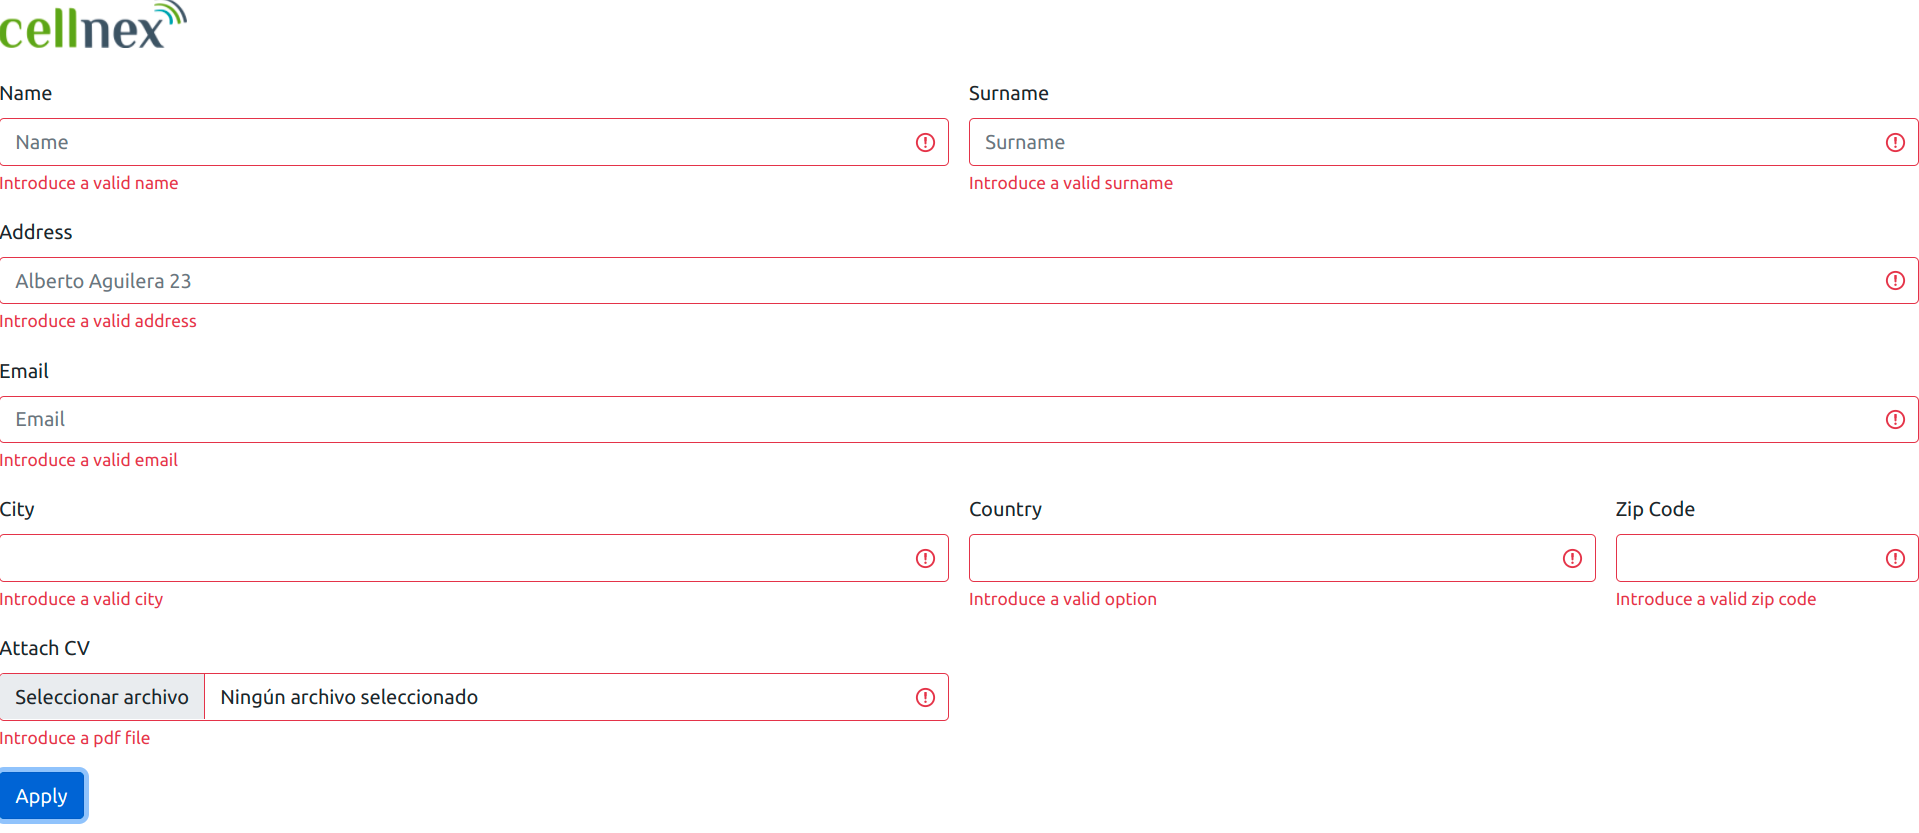 cellnex
Name Surname
Name Surname
Introduce a valid name Introduce a valid surname
Address
Alberto Aguilera 23
Introduce a valid address
Email
Email
Introduce a valid email
City Country Zip Code
Introduce a valid city Introduce a valid option Introduce a valid zip code
Attach CV
Seleccionar archivo Ningún archivo seleccionado
Introduce a pdf file
Apply